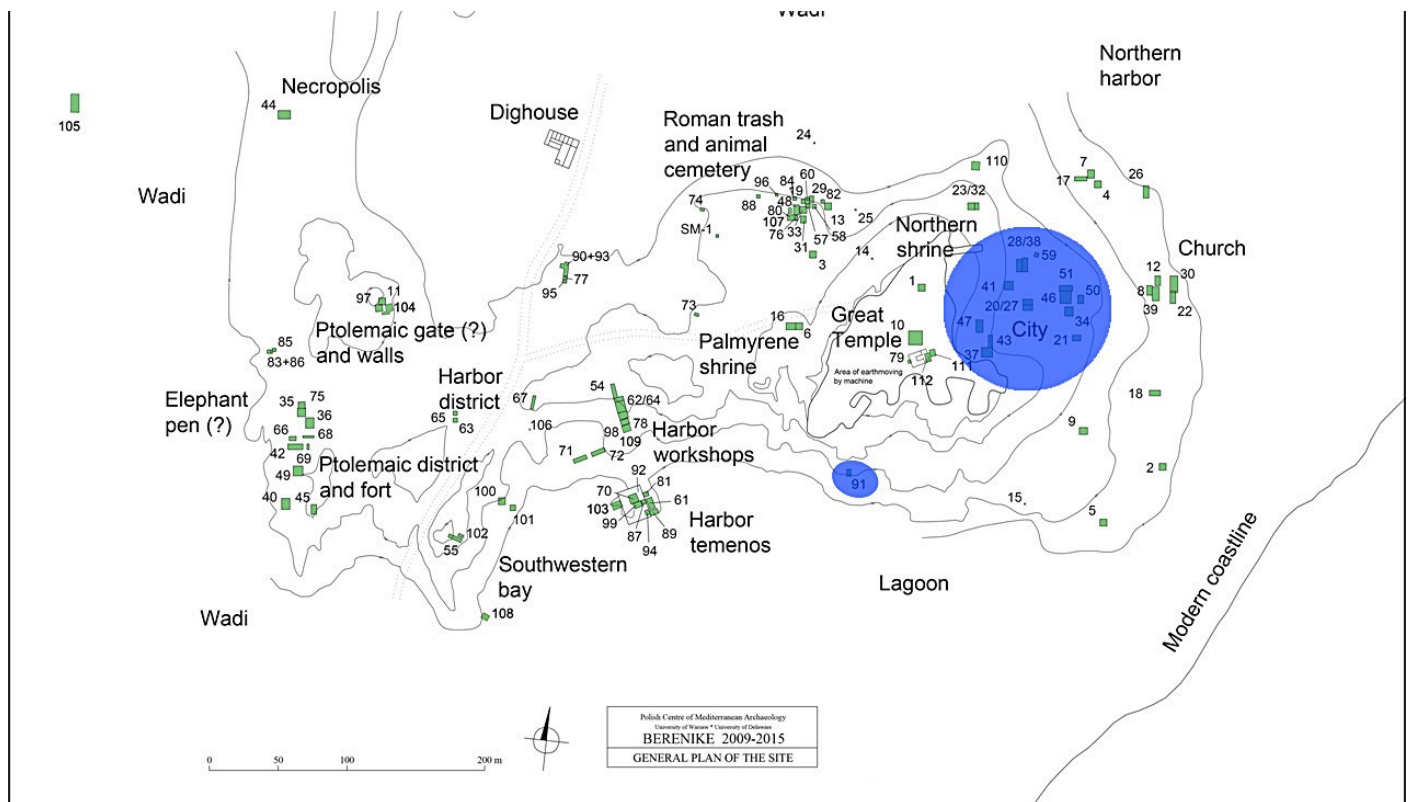 Wadi
Northern
harbor
Necropolis
44
105
Dighouse
Roman trash
and animal
cemetery
24
110
7
17
4
26
Wadi
96
84
60
19
29
82
48
88
80
107
33
76
31
57
58
13
25
74
SM-1
3
14
23/32
Northern
shrine
28/38
59
Church
12
30
8
39
22
90+93
77
95
97
11
104
Ptolemaic gate (?)
and walls
1
41
51
50
20/27
46
34
City
47
43
21
37
73
16
6
Palmyrene
shrine
Great
Temple
10
79
111
112
Area of earthmoving
by machine
85
83+86
Elephant
pen (?)
35
75
36
66
68
42
69
49
40
45
Ptolemaic district
and fort
Harbor
district
65
63
67
106
54
62/64
78
98
109
71
72
Harbor
workshops
18
9
2
91
15
5
100
101
102
55
92
81
70
61
103
99
87
89
94
Harbor
temenos
Southwestern
bay
108
Lagoon
Wadi
Modern coastline
0
100
200 m
Polish Centre of Mediterranean Archaeology
University of Warsaw * University of Delaware
BERENIKE 2009-2015
GENERAL PLAN OF THE SITE